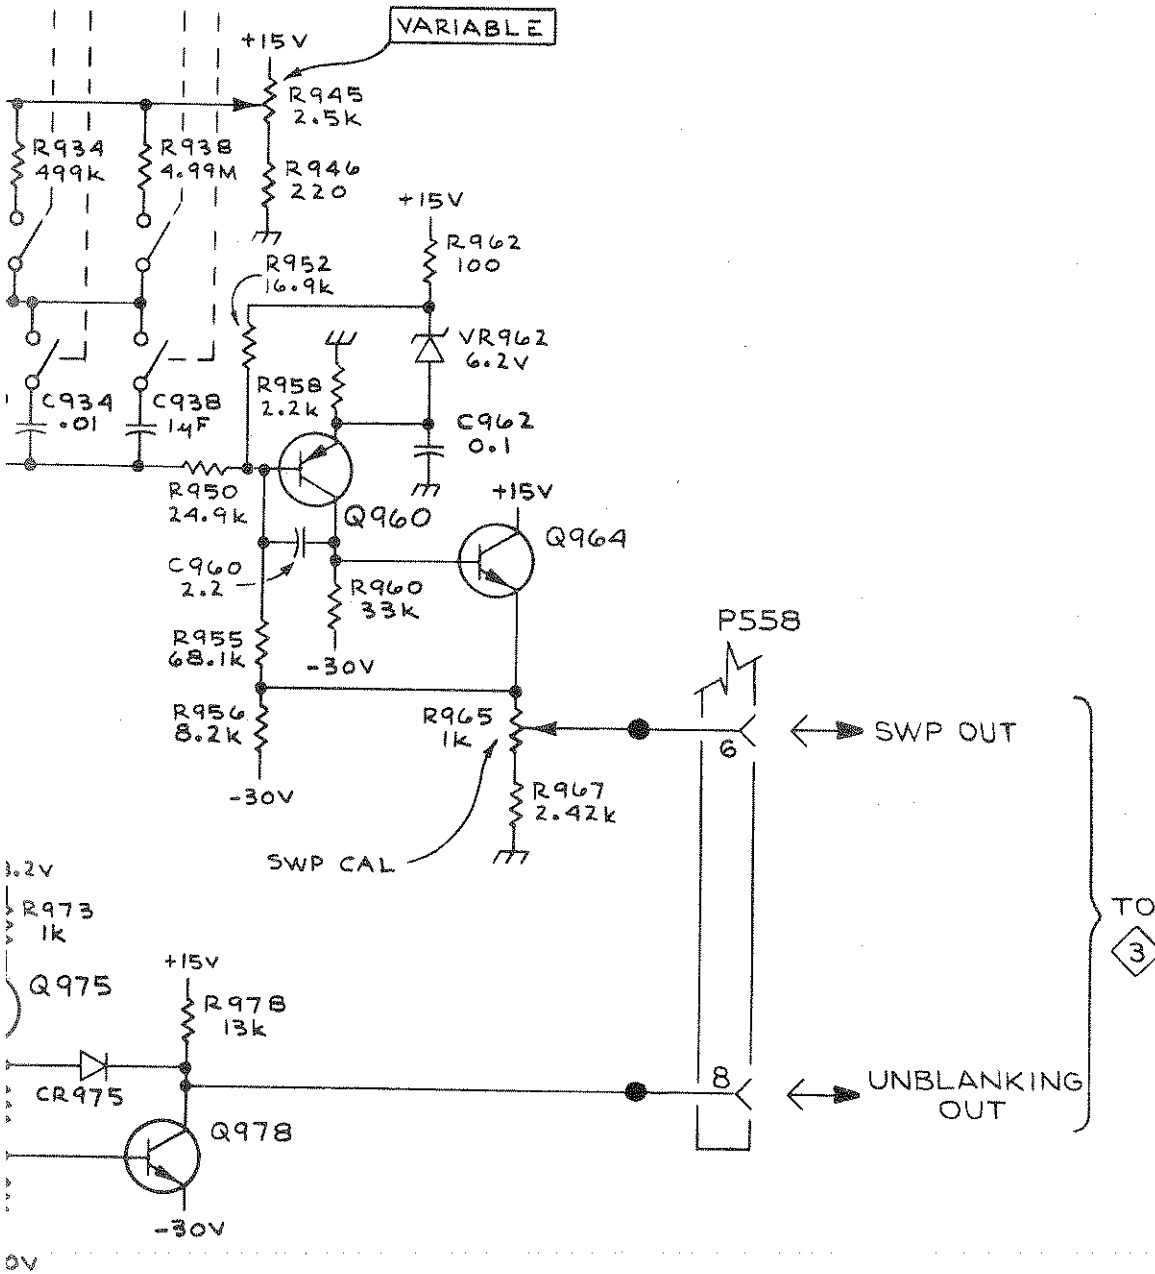 VARIABLE
+15V
R945
2.5k
R934
499k
R938
4.99M
R946
220
+15V
R962
100
R952
16.9k
VR962
6.2V
R958
2.2k
C934
.01
C938
1µF
C962
0.1
R950
24.9k
Q960
+15V
Q964
C960
2.2
R960
33k
-30V
P558
R955
68.1k
R956
8.2k
R965
1k
6
SWP OUT
-30V
R967
2.42k
SWP CAL
R973
1k
TO
3
+15V
Q975
R978
13k
CR975
8
UNBLANKING
OUT
Q978
-30V